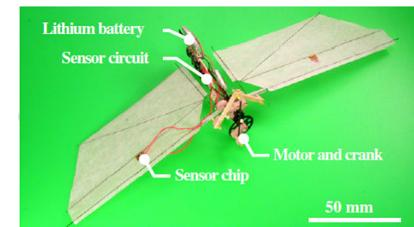 Lithium battery
Sensor circuit
Motor and crank
Sensor chip
50 mm